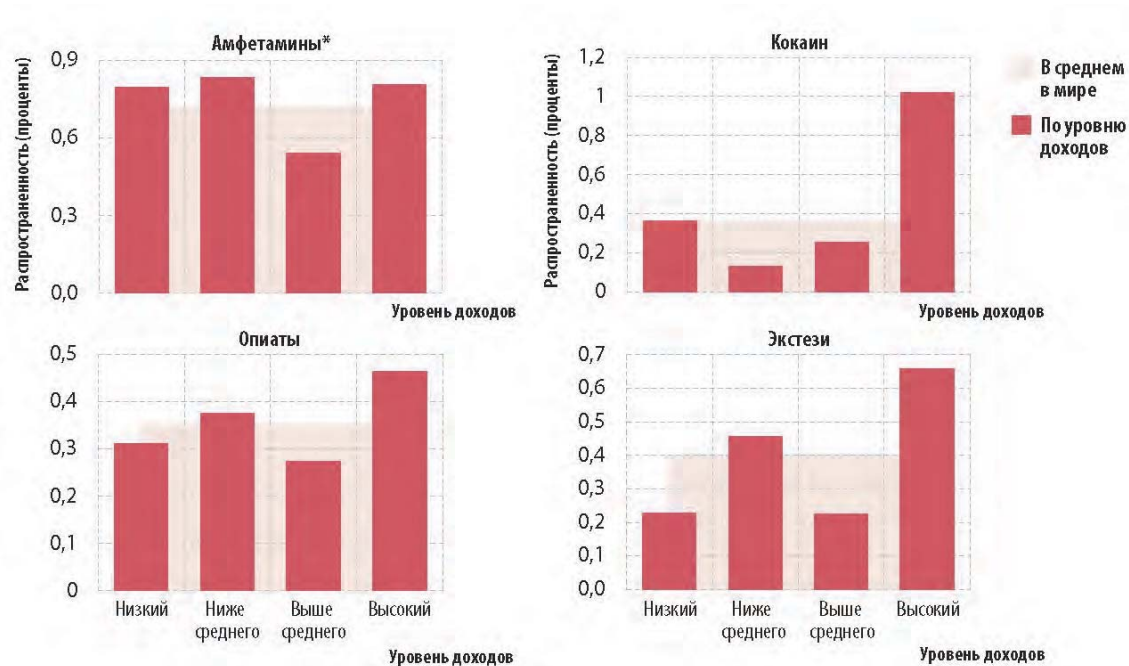 Амфетамины*
Распространенность (проценты)
0,9
0,6
0,3
0,0
Уровень доходов
Кокаин
Распространенность (проценты)
1,2
1
0,8
0,6
0,4
0,2
0
Уровень доходов
В среднем
в мире
По уровню
доходов
Опиаты
0,5
0,4
0,3
0,2
0,1
0
Низкий
Ниже
среднего
Выше
среднего
Высокий
Уровень доходов
Экстези
0,7
0,6
0,5
0,4
0,3
0,2
0,1
0,0
Низкий
Ниже
среднего
Выше
среднего
Высокий
Уровень доходов